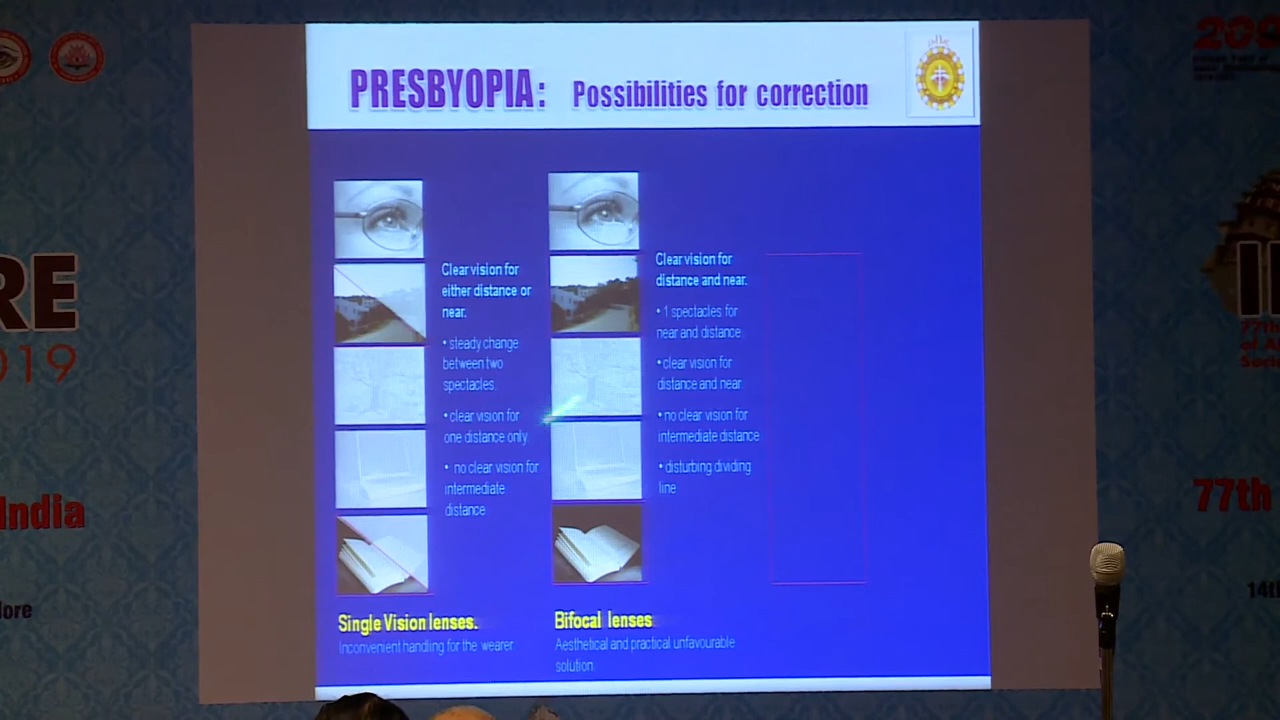 PRESBYOPIA: Possibilities for correction
Clear vision for
either distance or
near.
• steady change
between two
spectacles.
• clear vision for
one distance only
• no clear vision for
intermediate
distance
Single Vision lenses.
Inconvenient handling for the wearer
Clear vision for
distance and near.
• 1 spectacles for
near and distance
• clear vision for
distance and near
• no clear vision for
intermediate distance
• disturbing dividing
line
Bifocal lenses
Aesthetical and practical unfavourable
solution
RE
019
India
lore
200
77th
of A
Soci
77th
14th